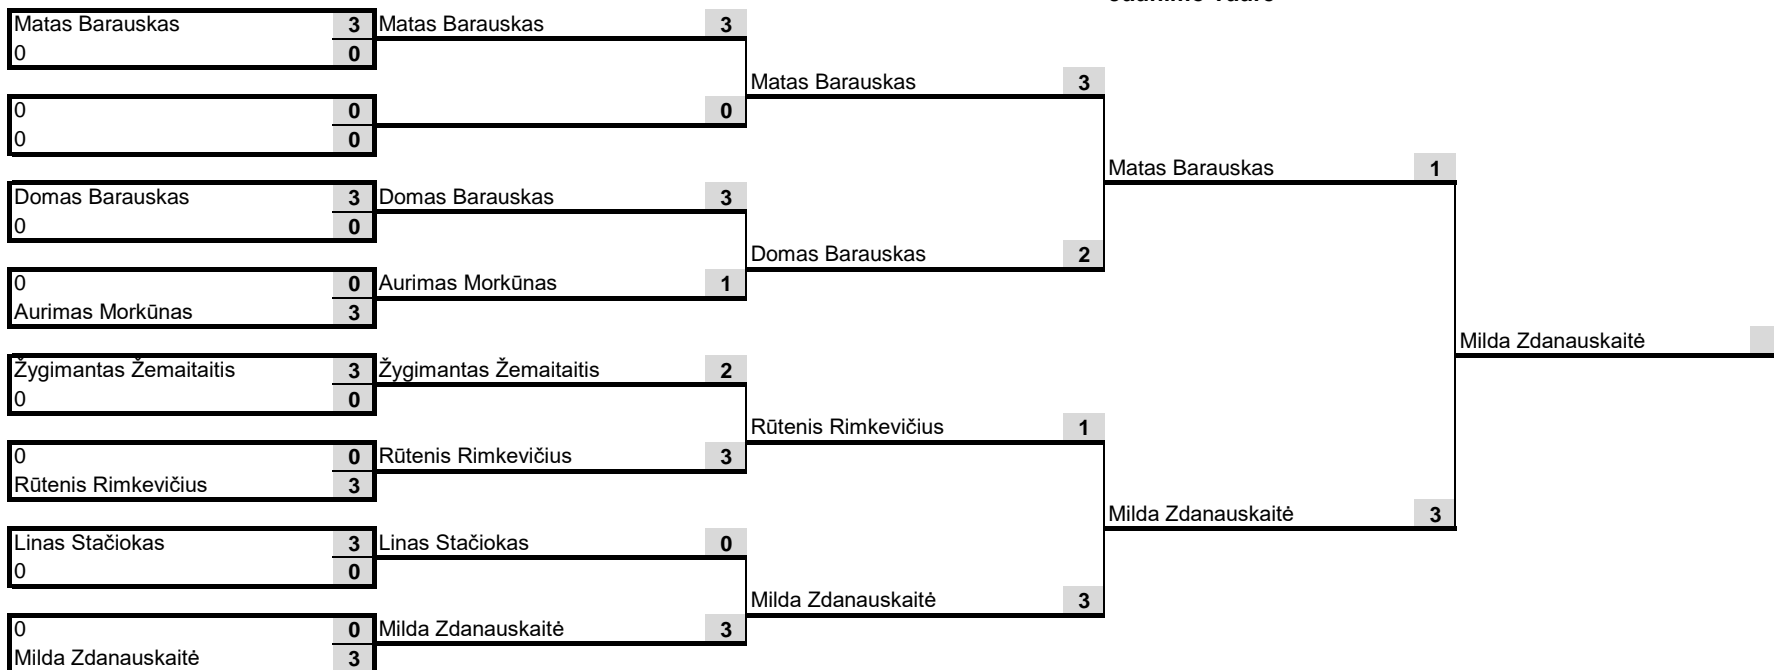 Matas Barauskas 3 Matas Barauskas 3
0 0
Matas Barauskas 3
0 0 0
0 0
Matas Barauskas 1
Domas Barauskas 3 Domas Barauskas 3
0 0
Domas Barauskas 2
0 0 Aurimas Morkūnas 1
Aurimas Morkūnas 3
Milda Zdanauskaitė
Žygimantas Žemaitaitis 3 Žygimantas Žemaitaitis 2
0 0
Rūtenis Rimkevičius 1
0 0 Rūtenis Rimkevičius 3
Rūtenis Rimkevičius 3
Milda Zdanauskaitė 3
Linas Stačiokas 3 Linas Stačiokas 0
0 0
Milda Zdanauskaitė 3
0 0 Milda Zdanauskaitė 3
Milda Zdanauskaitė 3